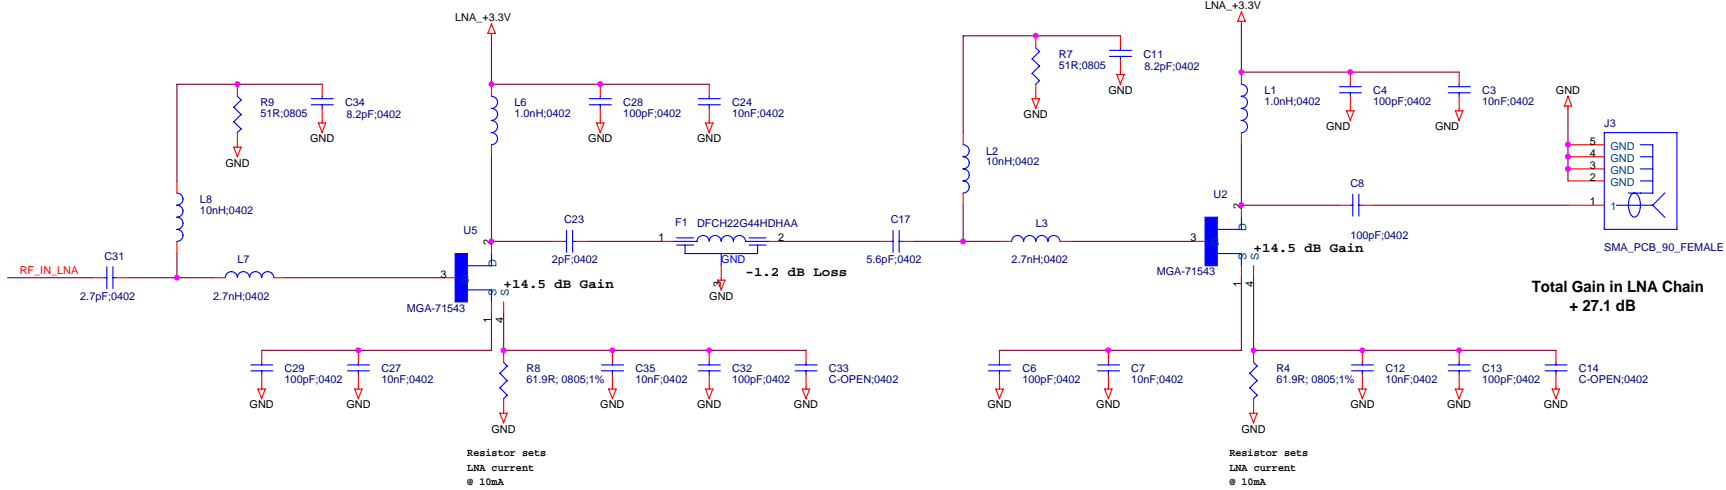 LNA_+3.3V
R9
51R;0805
C34
8.2pF;0402
GND
GND
L6
1.0nH;0402
C28
100pF;0402
C24
10nF;0402
GND
GND
L8
10nH;0402
RF_IN_LNA
C31
2.7pF;0402
L7
2.7nH;0402
U5
3
2
D
G
S
S
1
4
MGA-71543
+14.5 dB Gain
C23
2pF;0402
F1
DFCH22G44HDHAA
1
2
GND
3
GND
-1.2 dB Loss
C29
100pF;0402
C27
10nF;0402
R8
61.9R; 0805;1%
C35
10nF;0402
C32
100pF;0402
C33
C-OPEN;0402
GND
GND
GND
GND
GND
GND
Resistor sets
LNA current
@ 10mA
LNA_+3.3V
R7
51R;0805
C11
8.2pF;0402
GND
GND
L1
1.0nH;0402
C4
100pF;0402
C3
10nF;0402
GND
GND
L2
10nH;0402
C17
5.6pF;0402
L3
2.7nH;0402
U2
3
2
D
G
S
S
1
4
MGA-71543
+14.5 dB Gain
C8
100pF;0402
GND
J3
5
GND
4
GND
3
GND
2
GND
1
1
SMA_PCB_90_FEMALE
Total Gain in LNA Chain
+ 27.1 dB
C6
100pF;0402
C7
10nF;0402
R4
61.9R; 0805;1%
C12
10nF;0402
C13
100pF;0402
C14
C-OPEN;0402
GND
GND
GND
GND
GND
GND
Resistor sets
LNA current
@ 10mA